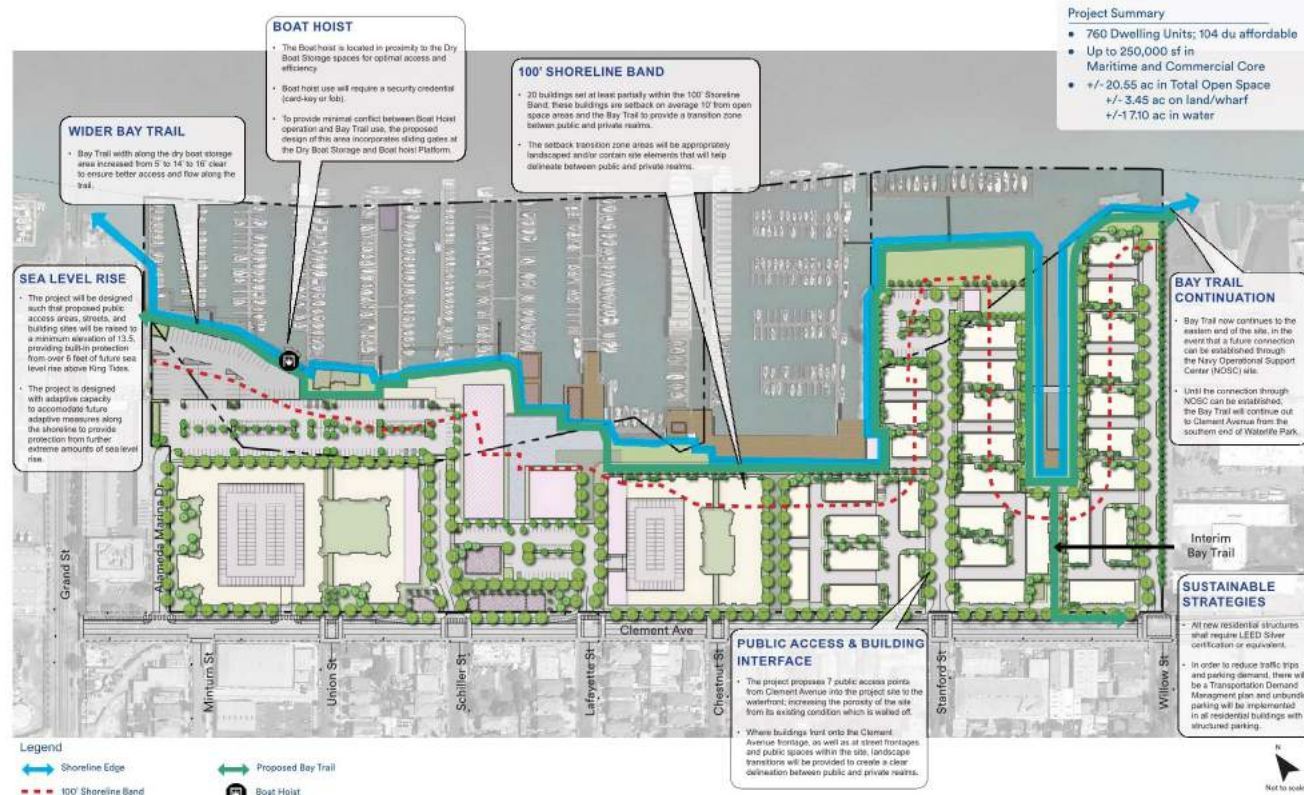 BOAT HOIST
• The Boat hoist is located in proximity to the Dry
Boat Storage spaces for optimal access and
efficiency.
• Boat hoist use will require a security credential
(card-key or fob).
• To provide minimal conflict between Boat Hoist
operation and Bay Trail use, the proposed
design of this area incorporates sliding gates at
the Dry Boat Storage and Boat hoist Platform.
Project Summary
• 760 Dwelling Units; 104 du affordable
• Up to 250,000 sf in
Maritime and Commercial Core
• +/- 20.55 ac in Total Open Space
+/- 3.45 ac on land/wharf
+/-17.10 ac in water
100' SHORELINE BAND
• 20 buildings set at least partially within the 100' Shoreline
Band; these buildings are setback on average 10' from open
space areas and the Bay Trail to provide a transition zone
between public and private realms.
• The setback transition zone areas will be appropriately
landscaped and/or contain site elements that will help
delineate between public and private realms.
WIDER BAY TRAIL
• Bay Trail width along the dry boat storage
area increased from 5' to 14' to 16' clear
to ensure better access and flow along the
trail.
SEA LEVEL RISE
• The project will be designed
such that proposed public
access areas, streets, and
building sites will be raised to
a minimum elevation of 13.5,
providing built-in protection
from over 6 feet of future sea
level rise above King Tides.
• The project is designed
with adaptive capacity
to accomodate future
adaptive measures along
the shoreline to provide
protection from further
extreme amounts of sea level
rise.
BAY TRAIL
CONTINUATION
• Bay Trail now continues to the
eastern end of the site, in the
event that a future connection
can be established through
the Navy Operational Support
Center (NOSC) site.
• Until the connection through
NOSC can be established,
the Bay Trail will continue out
to Clement Avenue from the
southern end of Waterlife Park.
Interim
Bay Trail
SUSTAINABLE
STRATEGIES
• All new residential structures
shall require LEED Silver
certification or equivalent.
• In order to reduce traffic trips
and parking demand, there will
be a Transportation Demand
Managment plan and unbundled
parking will be implemented
in all residential buildings with
structured parking.
PUBLIC ACCESS & BUILDING
INTERFACE
• The project propsses 7 public access points
from Clement Avenue into the project site to the
waterfront; increasing the porosity of the site
from its existing condition which is walled off.
• Where buildings front onto the Clement
Avenue frontage, as well as at street frontages
and public spaces within the site, landscape
transitions will be provided to create a clear
delineation between public and private realms.
Grand St
Alameda Marina Dr
Minturn St
Union St
Schiller St
Lafayette St
Chestnut St
Stanford St
Willow St
Clement Ave
Legend
Shoreline Edge
Proposed Bay Trail
100' Shoreline Band
Boat Hoist
N
Not to scale